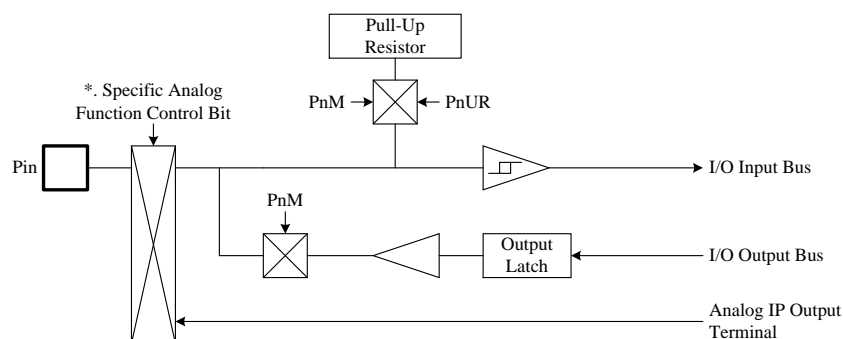 Pull-Up
Resistor
*. Specific Analog
Function Control Bit
PnM
PnUR
Pin
I/O Input Bus
PnM
Output
Latch
I/O Output Bus
Analog IP Output
Terminal